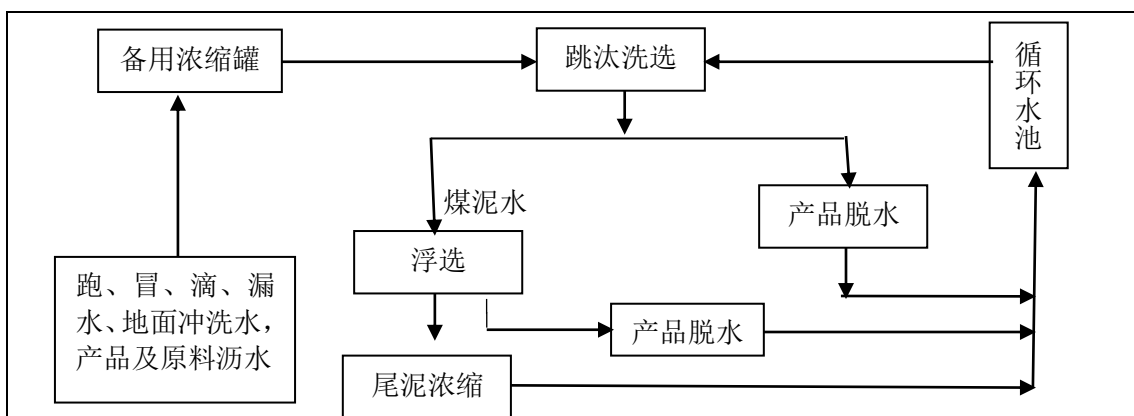 备用浓缩罐
跳汰洗选
循
环
水
池
煤泥水
产品脱水
浮选
跑、冒、滴、漏
水、地面冲洗水，
产品及原料沥水
产品脱水
尾泥浓缩